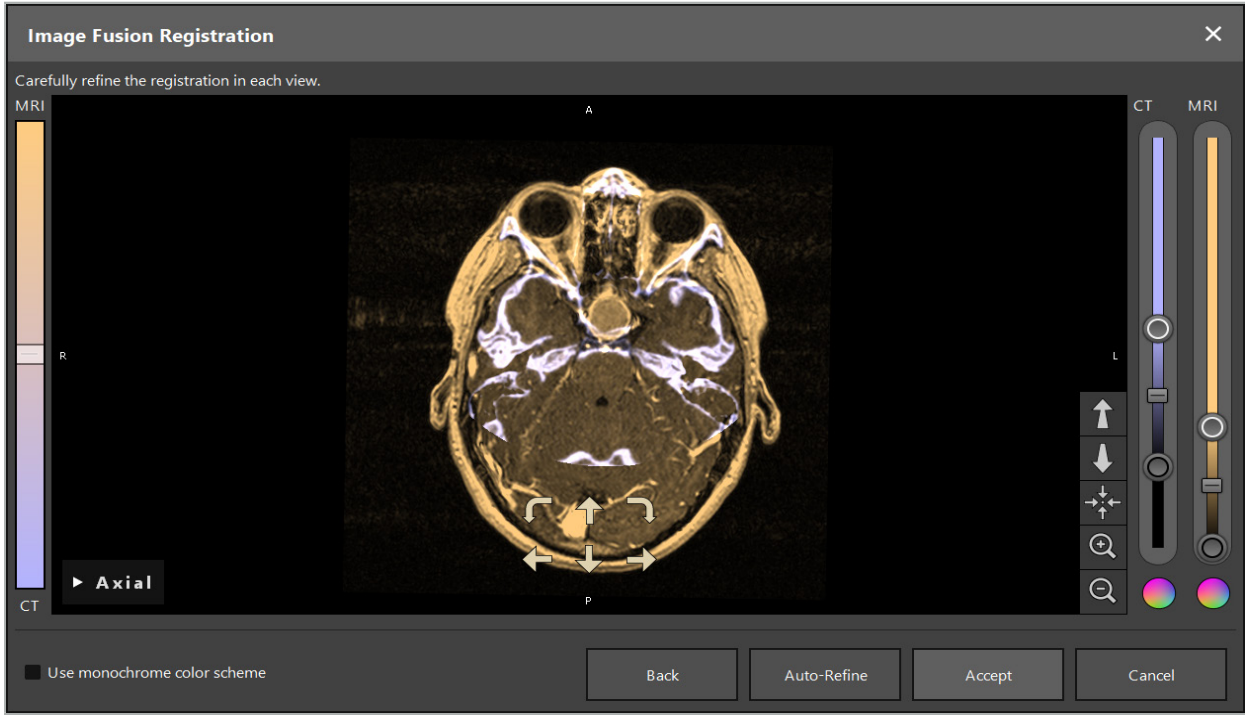 Image Fusion Registration
Carefully refine the registration in each view.
MRI
CT MRI
A
R
L
Axial
P
CT
Use monochrome color scheme
Back
Auto-Refine
Accept
Cancel